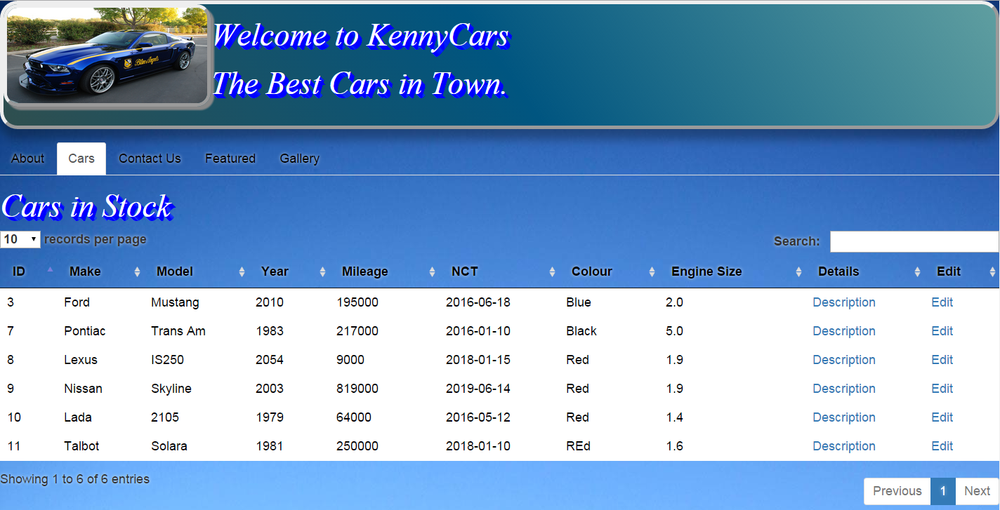 Blue Angels
Welcome to KennyCars
The Best Cars in Town.
About Cars Contact Us Featured Gallery
Cars in Stock
10 records per page Search:
ID Make Model Year Mileage NCT Colour Engine Size Details Edit
3 Ford Mustang 2010 195000 2016-06-18 Blue 2.0 Description Edit
7 Pontiac Trans Am 1983 217000 2016-01-10 Black 5.0 Description Edit
8 Lexus IS250 2054 9000 2018-01-15 Red 1.9 Description Edit
9 Nissan Skyline 2003 819000 2019-06-14 Red 1.9 Description Edit
10 Lada 2105 1979 64000 2016-05-12 Red 1.4 Description Edit
11 Talbot Solara 1981 250000 2018-01-10 REd 1.6 Description Edit
Showing 1 to 6 of 6 entries
Previous 1 Next